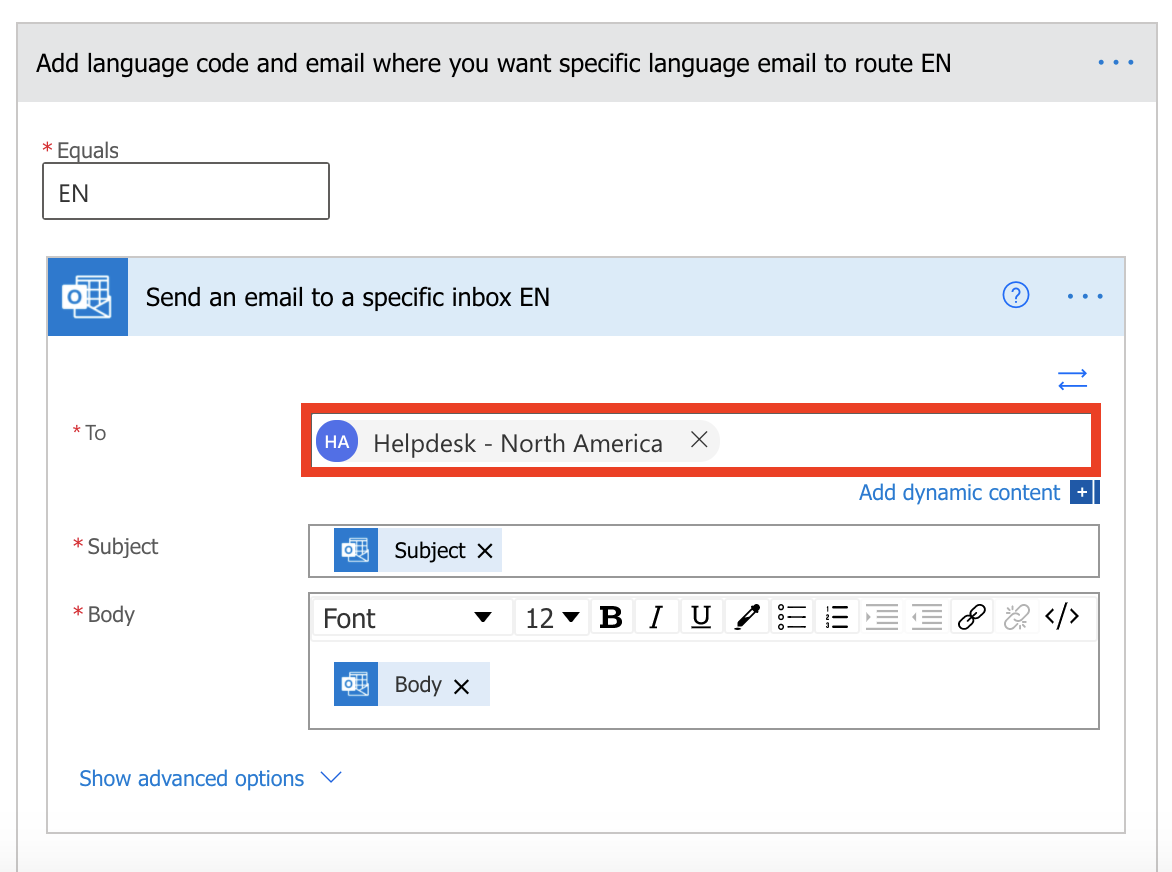 Add language code and email where you want specific language email to route EN
* Equals
EN
Send an email to a specific inbox EN
* To
HA Helpdesk - North America
Add dynamic content
* Subject
Subject
* Body
Font 12 B I U
Body
Show advanced options